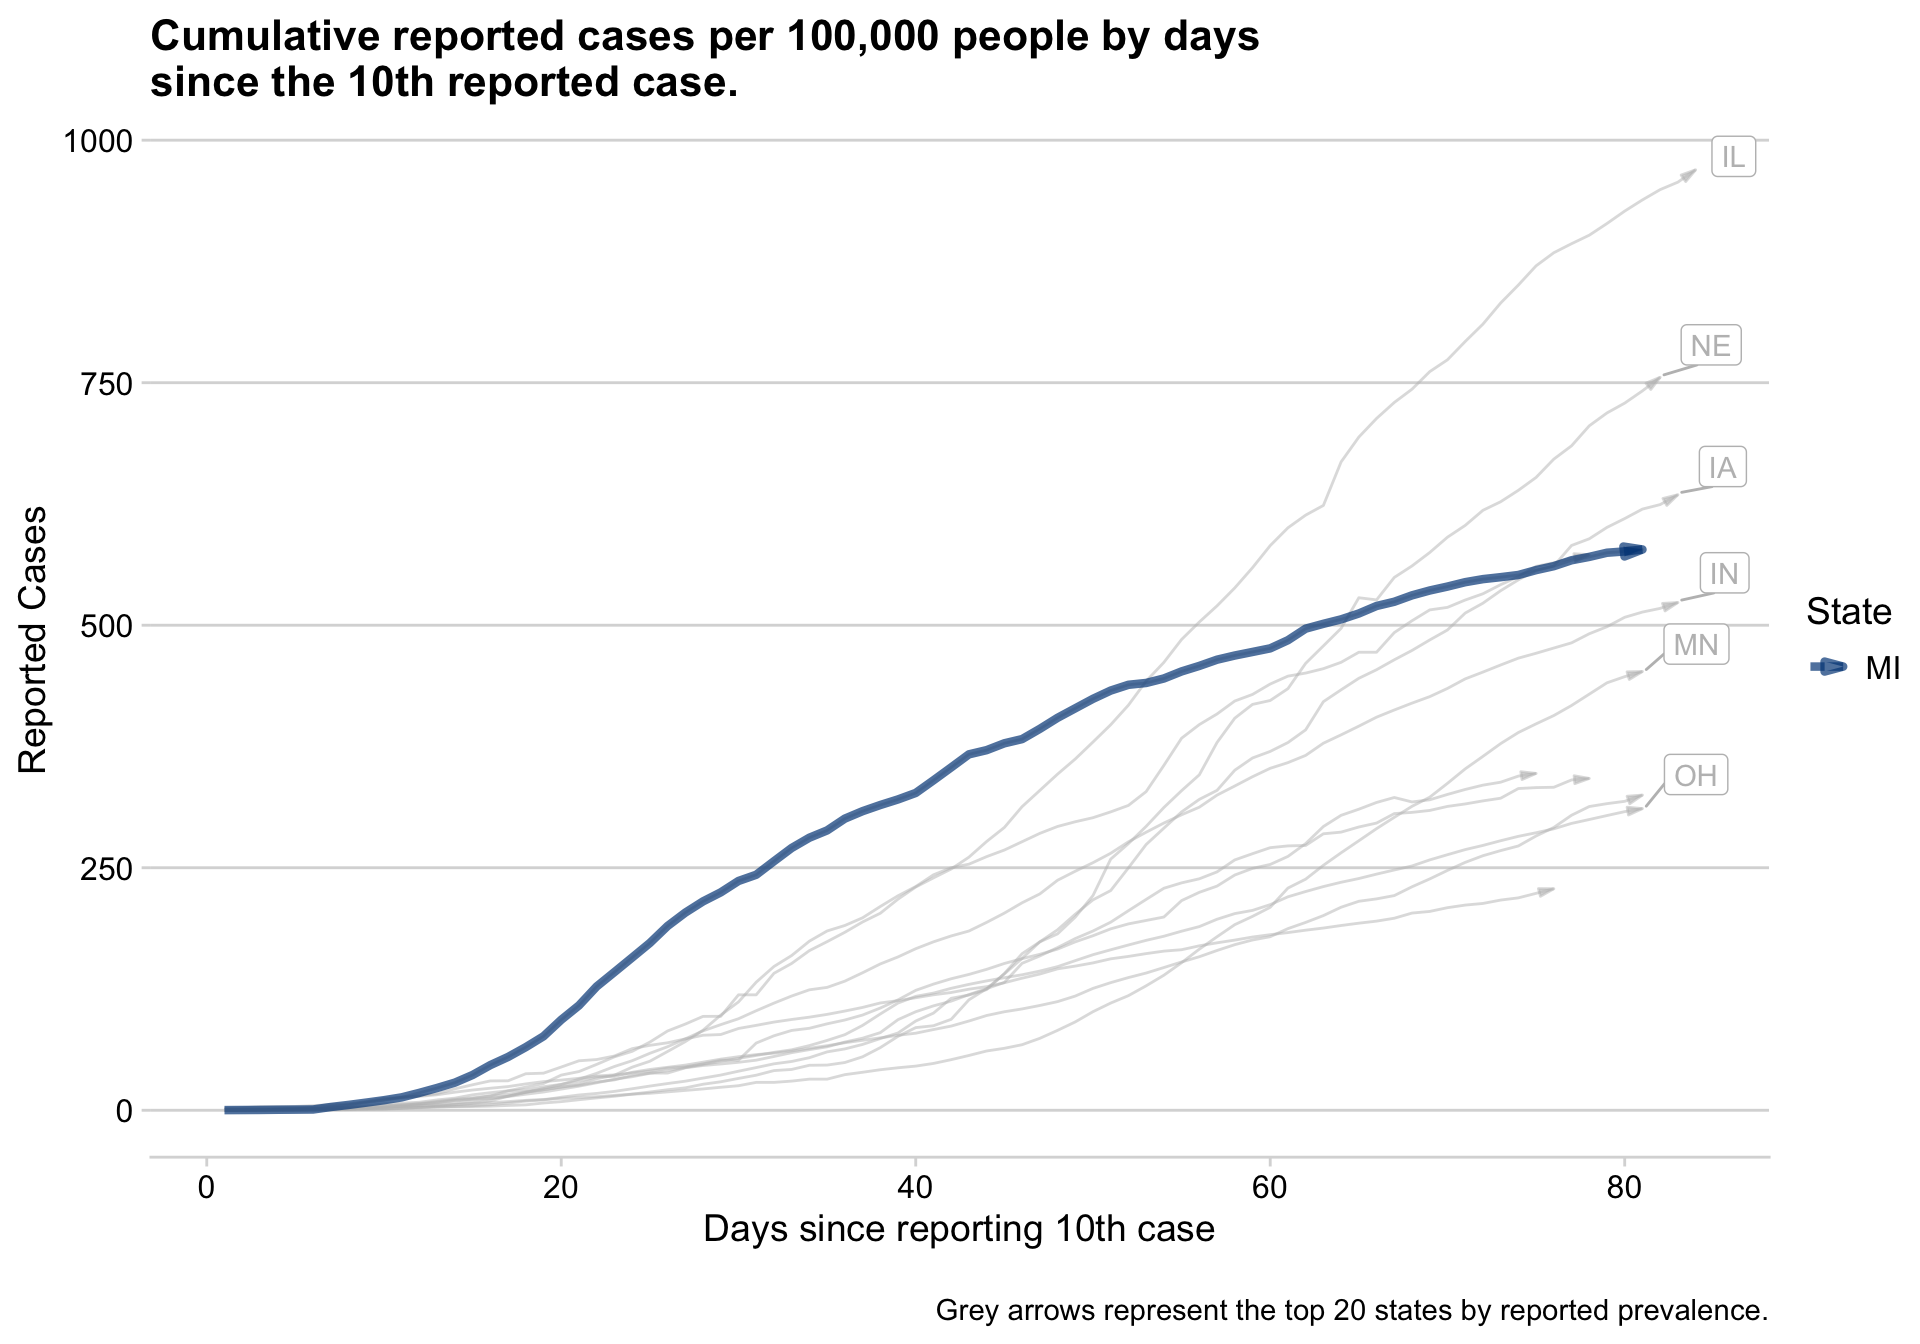 Cumulative reported cases per 100,000 people by days
since the 10th reported case.
1000
750
500
250
0
Reported Cases
IL
NE
IA
IN
MN
OH
State
MI
0 20 40 60 80
Days since reporting 10th case
Grey arrows represent the top 20 states by reported prevalence.